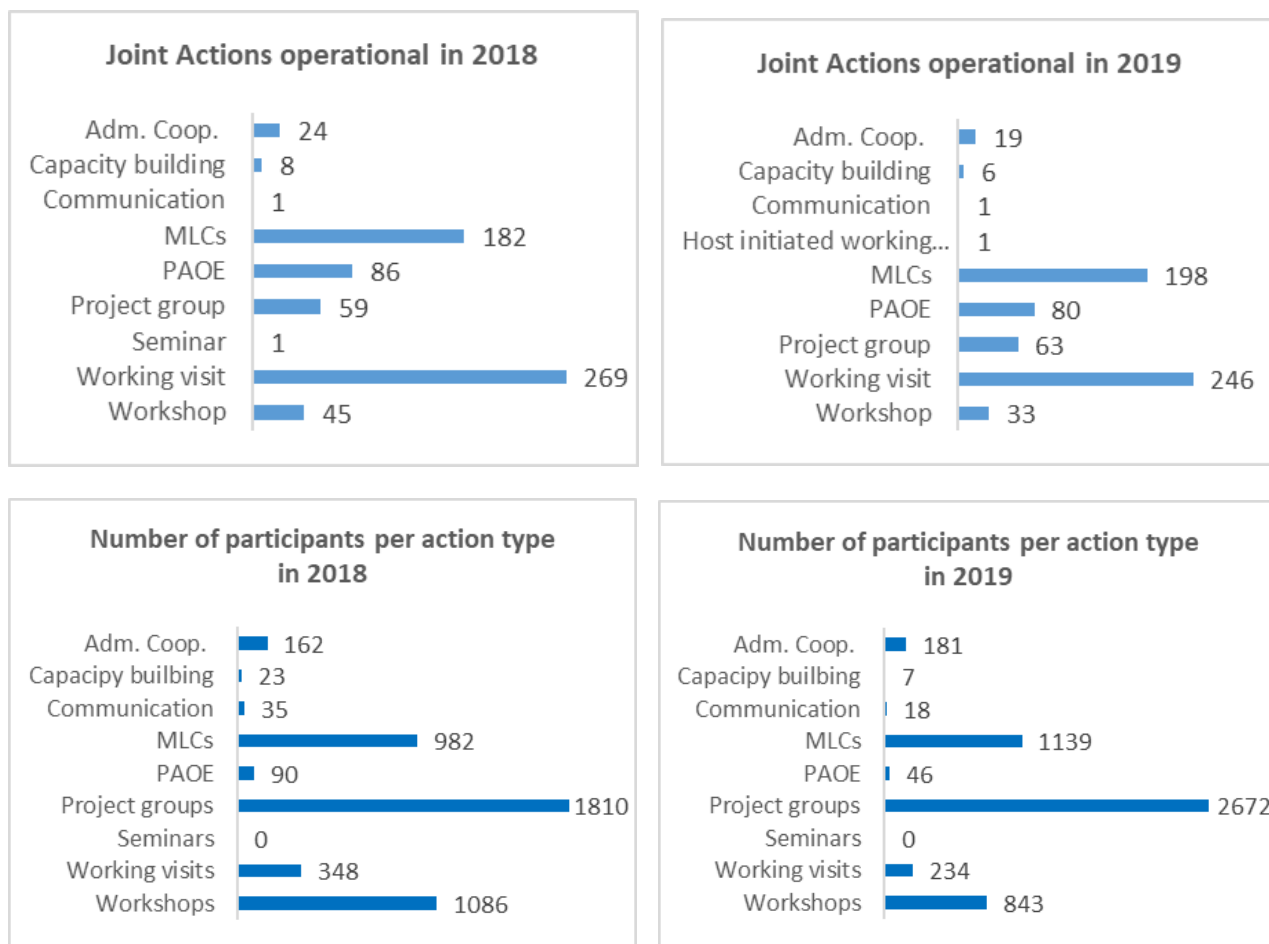 Joint Actions operational in 2018
Adm. Coop. 24
Capacity building 8
Communication 1
MLCs 182
PAOE 86
Project group 59
Seminar 1
Working visit 269
Workshop 45
Joint Actions operational in 2019
Adm. Coop. 19
Capacity building 6
Communication 1
Host initiated working... 1
MLCs 198
PAOE 80
Project group 63
Working visit 246
Workshop 33
Number of participants per action type
in 2018
Adm. Coop. 162
Capacipy builbing 23
Communication 35
MLCs 982
PAOE 90
Project groups 1810
Seminars 0
Working visits 348
Workshops 1086
Number of participants per action type
in 2019
Adm. Coop. 181
Capacipy builbing 7
Communication 18
MLCs 1139
PAOE 46
Project groups 2672
Seminars 0
Working visits 234
Workshops 843